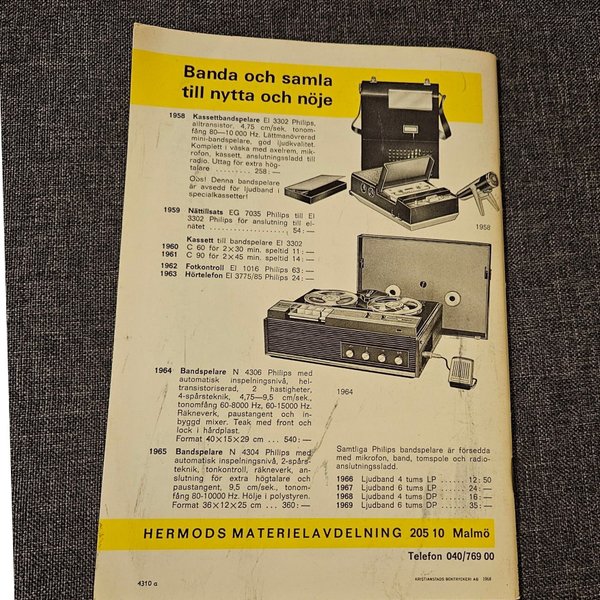 Banda och samla
till nytta och nöje
1958 Kassettbandspelare El 3302 Philips,
alltransistor, 4,75 cm/sek, tonom-
fång 80—10 000 Hz. Lättmanövrerad
mini-bandspelare, god ljudkvalitet.
Komplett i väska med axelrem, mik-
rofon, kassett, anslutningssladd till
radio. Uttag för extra hög-
talare .......... 258:—
Obs! Denna bandspelare
är avsedd för ljudband i
specialkassetter!
1958
1959 Nättillsats EG 7035 Philips till El
3302 Philips för anslutning till el-
nätet .......... 54:—
Kassett till bandspelare El 3302
1960 C 60 för 2×30 min. speltid 11:—
1961 C 90 för 2×45 min. speltid 14:—
1962 Fotkontroll El 1016 Philips 63:—
1963 Hörtelefon El 3775/85 Philips 24:—
1964 Bandspelare N 4306 Philips med
automatisk inspelningsnivå, hel-
transistoriserad, 2 hastigheter,
4-spårsteknik, 4,75—9,5 cm/sek.,
tonomfång 60-8000 Hz, 60-15000 Hz.
Räkneverk, paustangent och in-
byggd mixer. Teak med front och
lock i hårdplast.
Format 40×15×29 cm ... 540:—
1964
1965 Bandspelare N 4304 Philips med
automatisk inspelningsnivå, 2-spårs-
teknik, tonkontroll, räkneverk, an-
slutning för extra högtalare och
paustangent, 9,5 cm/sek., tonom-
fång 80-10000 Hz. Hölje i polystyren.
Format 36×12×25 cm ... 360:—
Samtliga Philips bandspelare är försedda
med mikrofon, band, tomspole och radio-
anslutningssladd.
1966 Ljudband 4 tums LP ..... 12:50
1967 Ljudband 6 tums LP ..... 24:—
1968 Ljudband 4 tums DP ..... 16:—
1969 Ljudband 6 tums DP ..... 35:—
HERMODS MATERIELAVDELNING 205 10 Malmö
Telefon 040/769 00
4310 a
KRISTIANSTADS BOKTRYCKERI AB 1968